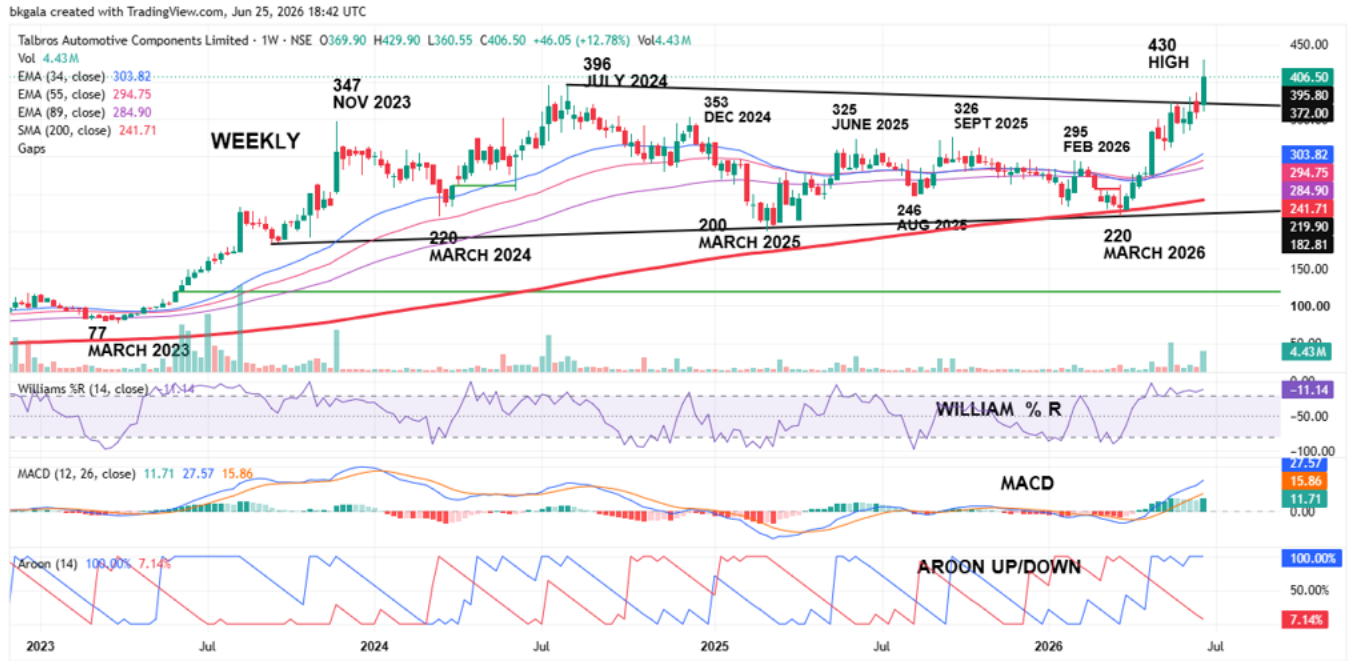 bkgala created with TradingView.com, Jun 25, 2026 18:42 UTC
Talbros Automotive Components Limited · 1W · NSE O369.90 H429.90 L360.55 C406.50 +46.05 (+12.78%) Vol4.43M
Vol 4.43M
EMA (34, close) 303.82
EMA (55, close) 294.75
EMA (89, close) 284.90
SMA (200, close) 241.71
Gaps
WEEKLY
347
NOV 2023
396
JULY 2024
353
DEC 2024
325
JUNE 2025
326
SEPT 2025
295
FEB 2026
430
HIGH
77
MARCH 2023
220
MARCH 2024
200
MARCH 2025
246
AUG 2025
220
MARCH 2026
450.00
406.50
395.80
372.00
303.82
294.75
284.90
241.71
219.90
182.81
150.00
100.00
4.43M
Williams %R (14, close) -11.14
WILLIAM % R
0.00
-11.14
-50.00
-100.00
MACD (12, 26, close) 11.71 27.57 15.86
MACD
27.57
15.86
11.71
0.00
Aroon (14) 100.00% 7.14%
AROON UP/DOWN
100.00%
50.00%
7.14%
2023 Jul 2024 Jul 2025 Jul 2026 Jul